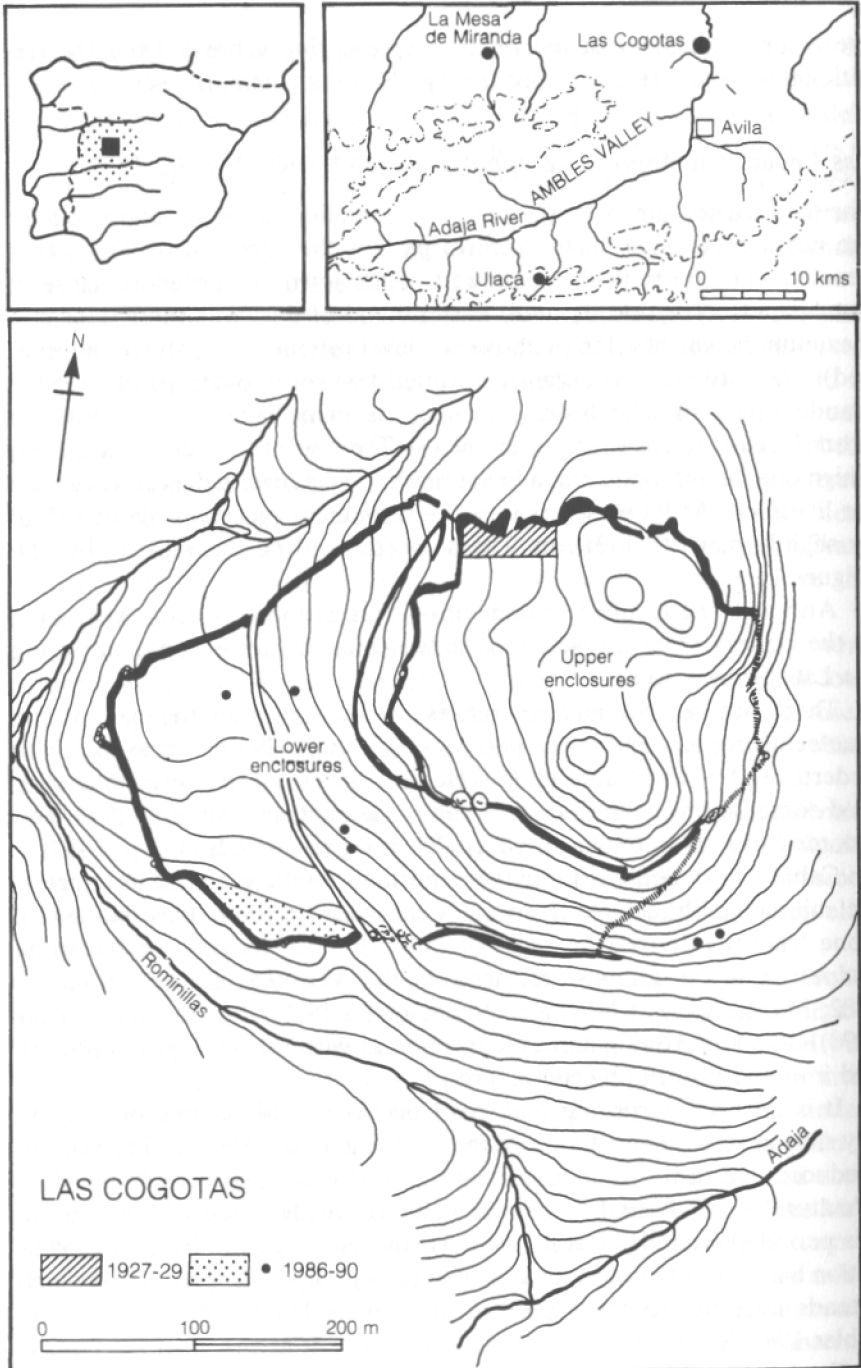 La Mesa
de Miranda
Las Cogotas
Avila
AMBLES VALLEY
Adaja River
Ulaca
0 10 kms
N
Upper
enclosures
Lower
enclosures
Rominillas
Adaja
LAS COGOTAS
1927-29 1986-90
0 100 200 m